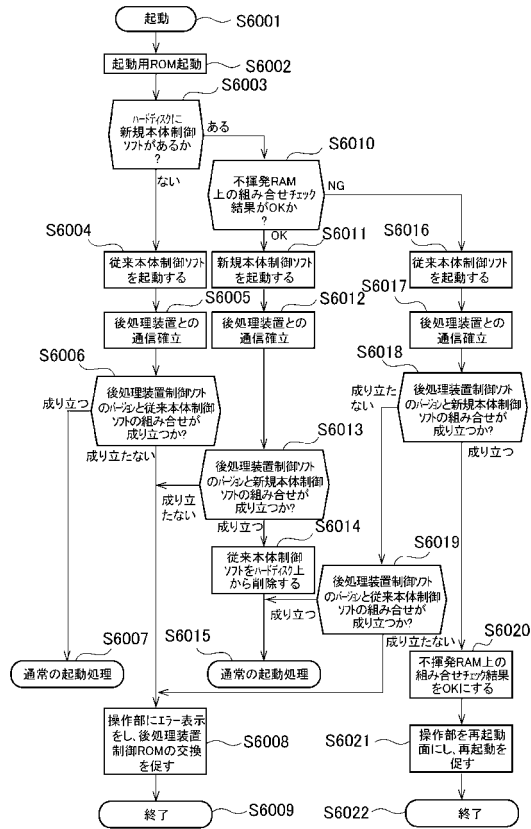 起動
S6001
起動用ROM起動
S6002
S6003
ハードディスクに
新規本体制御
ソフトがあるか
?
ある
ない
S6010
不揮発RAM
上の組み合せチェック
結果がOKか
?
NG
OK
S6004
従来本体制御ソフト
を起動する
S6011
新規本体制御ソフト
を起動する
S6016
従来本体制御ソフト
を起動する
S6005
後処理装置との
通信確立
S6012
後処理装置との
通信確立
S6017
後処理装置との
通信確立
S6006
後処理装置制御ソフト
のバージョンと従来本体制御
ソフトの組み合せが
成り立つか?
成り立つ
成り立たない
S6018
後処理装置制御ソフト
のバージョンと新規本体制御
ソフトの組み合せが
成り立つか?
成り立た
ない
成り立つ
S6013
後処理装置制御ソフト
のバージョンと新規本体制御
ソフトの組み合せが
成り立つか?
成り立
たない
成り立つ
S6014
従来本体制御
ソフトをハードディスク上
から削除する
S6019
後処理装置制御ソフト
のバージョンと従来本体制御
ソフトの組み合せが
成り立つか?
成り立つ
成り立たない
S6007
通常の起動処理
S6015
通常の起動処理
S6020
不揮発RAM上の
組み合せチェック結果
をOKにする
操作部にエラー表示
をし、後処理装置
制御ROMの交換
を促す
S6008
S6021
操作部を再起動
面にし、再起動を
促す
終了
S6009
S6022
終了